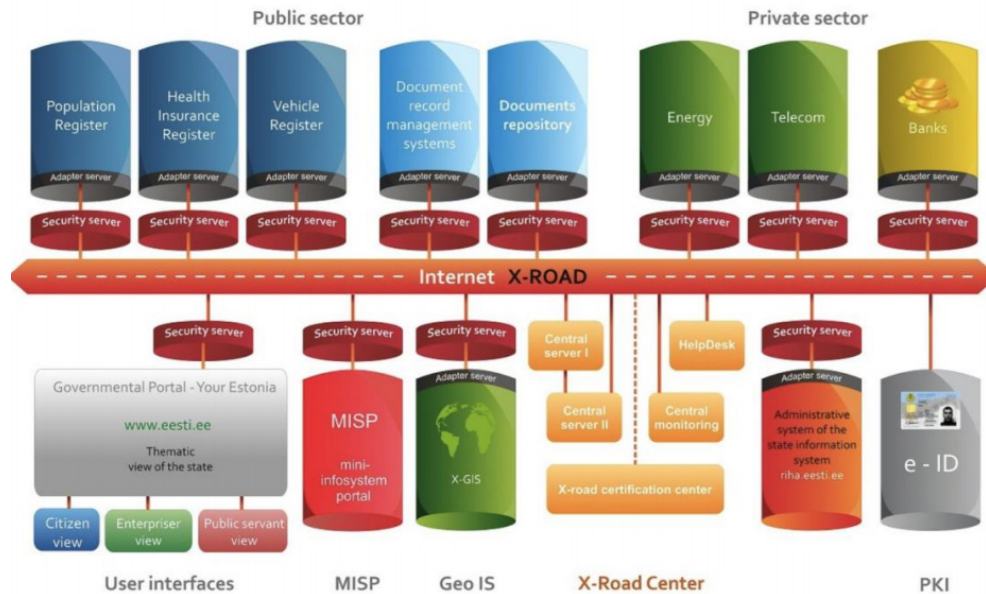 Public sector
Private sector
Population
Register
Health
Insurance
Register
Vehicle
Register
Document
record
management
systems
Documents
repository
Energy
Telecom
Banks
Adapter server
Adapter server
Adapter server
Adapter server
Adapter server
Adapter server
Adapter server
Adapter server
Security server
Security server
Security server
Security server
Security server
Security server
Security server
Security server
Internet X-ROAD
Security server
Security server
Security server
Central
server I
HelpDesk
Security server
Governmental Portal - Your Estonia
www.eesti.ee
Thematic
view of the state
MISP
mini-
infosystem
portal
Adapter server
X-GIS
Central
server II
Central
monitoring
X-road certification center
Adapter server
Administrative
system of the
state information
system
riha.eesti.ee
e - ID
Citizen
view
Enterpriser
view
Public servant
view
User interfaces
MISP
Geo IS
X-Road Center
PKI